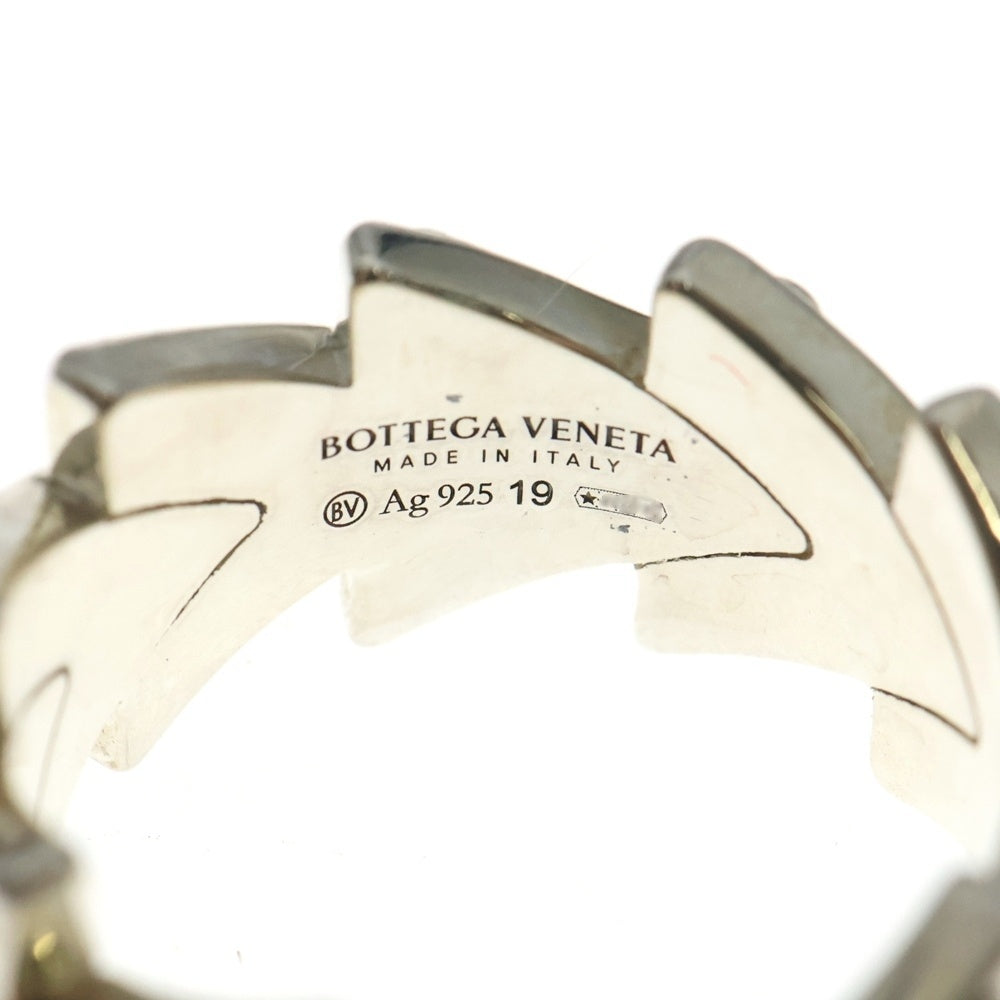 BOTTEGA VENETA
MADE IN ITALY
BV Ag 925 19 ★